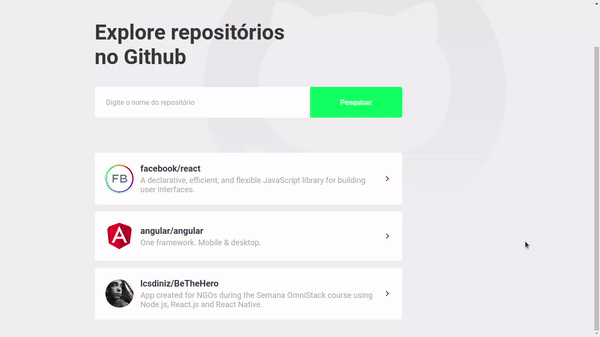 Explore repositórios
no Github
Digite o nome do repositório
Pesquisar
facebook/react
FB
A declarative, efficient, and flexible JavaScript library for building
user interfaces.
angular/angular
A
One framework. Mobile & desktop.
lcsdiniz/BeTheHero
App created for NGOs during the Semana OmniStack course using
Node.js, React.js and React Native.